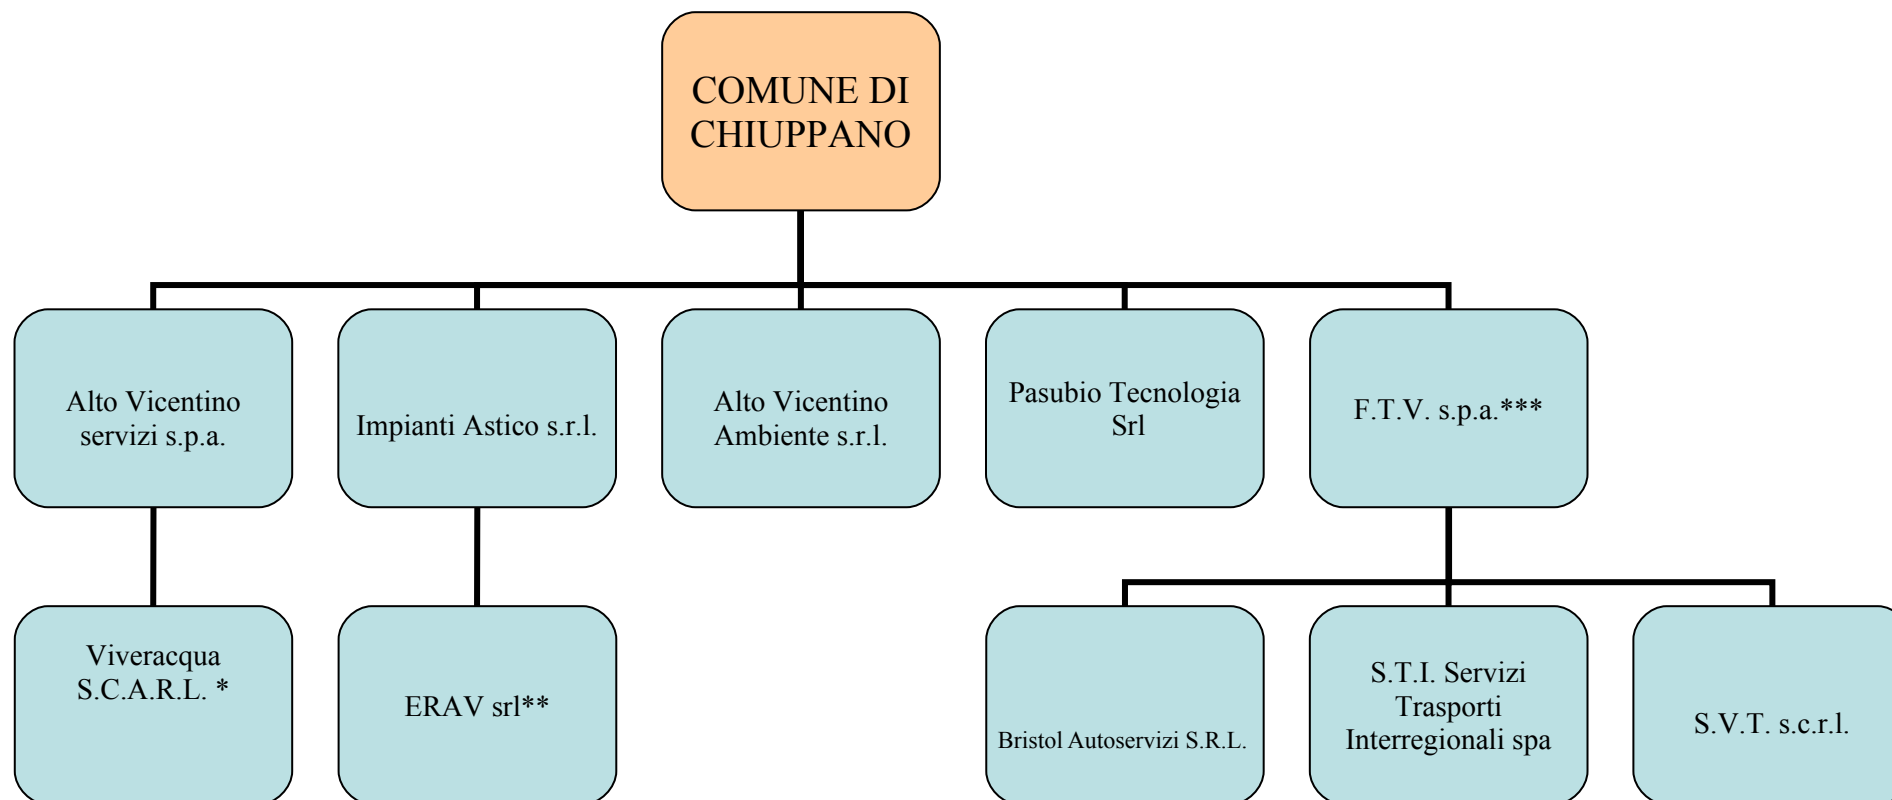 COMUNE DI
CHIUPPANO
Alto Vicentino
servizi s.p.a.
Impianti Astico s.r.l.
Alto Vicentino
Ambiente s.r.l.
Pasubio Tecnologia
Srl
F.T.V. s.p.a.***
Viveracqua
S.C.A.R.L. *
ERAV srl**
Bristol Autoservizi S.R.L.
S.T.I. Servizi
Trasporti
Interregionali spa
S.V.T. s.c.r.l.